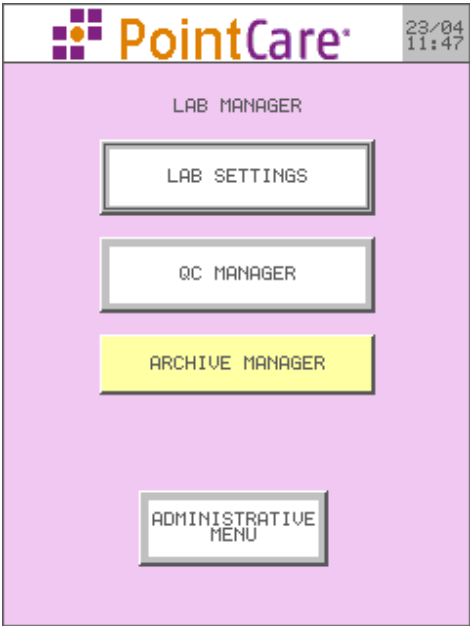 PointCare
23/04
11:47
LAB MANAGER
LAB SETTINGS
QC MANAGER
ARCHIVE MANAGER
ADMINISTRATIVE
MENU